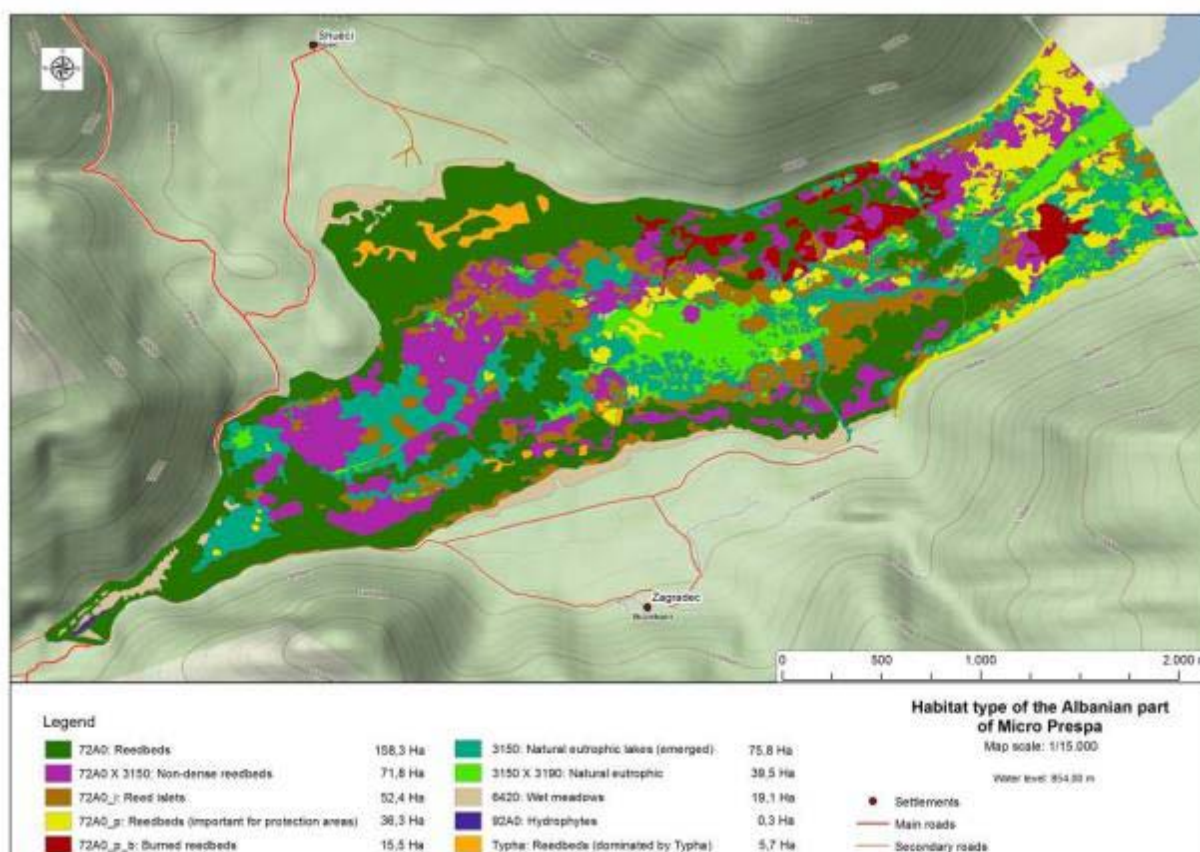 Shueci
Zagradec
0 500 1.000 2.000
Legend
72A0: Reedbeds 158,3 Ha
72A0 X 3150: Non-dense reedbeds 71,8 Ha
72A0_i: Reed islets 52,4 Ha
72A0_p: Reedbeds (important for protection areas) 36,3 Ha
72A0_p_b: Burned reedbeds 15,5 Ha
3150: Natural eutrophic lakes (emerged) 75,8 Ha
3150 X 3190: Natural eutrophic 39,5 Ha
6420: Wet meadows 19,1 Ha
92A0: Hydrophytes 0,3 Ha
Typha: Reedbeds (dominated by Typha) 5,7 Ha
Habitat type of the Albanian part
of Micro Prespa
Map scale: 1/15.000
Water level: 854,00 m
Settlements
Main roads
Secondary roads